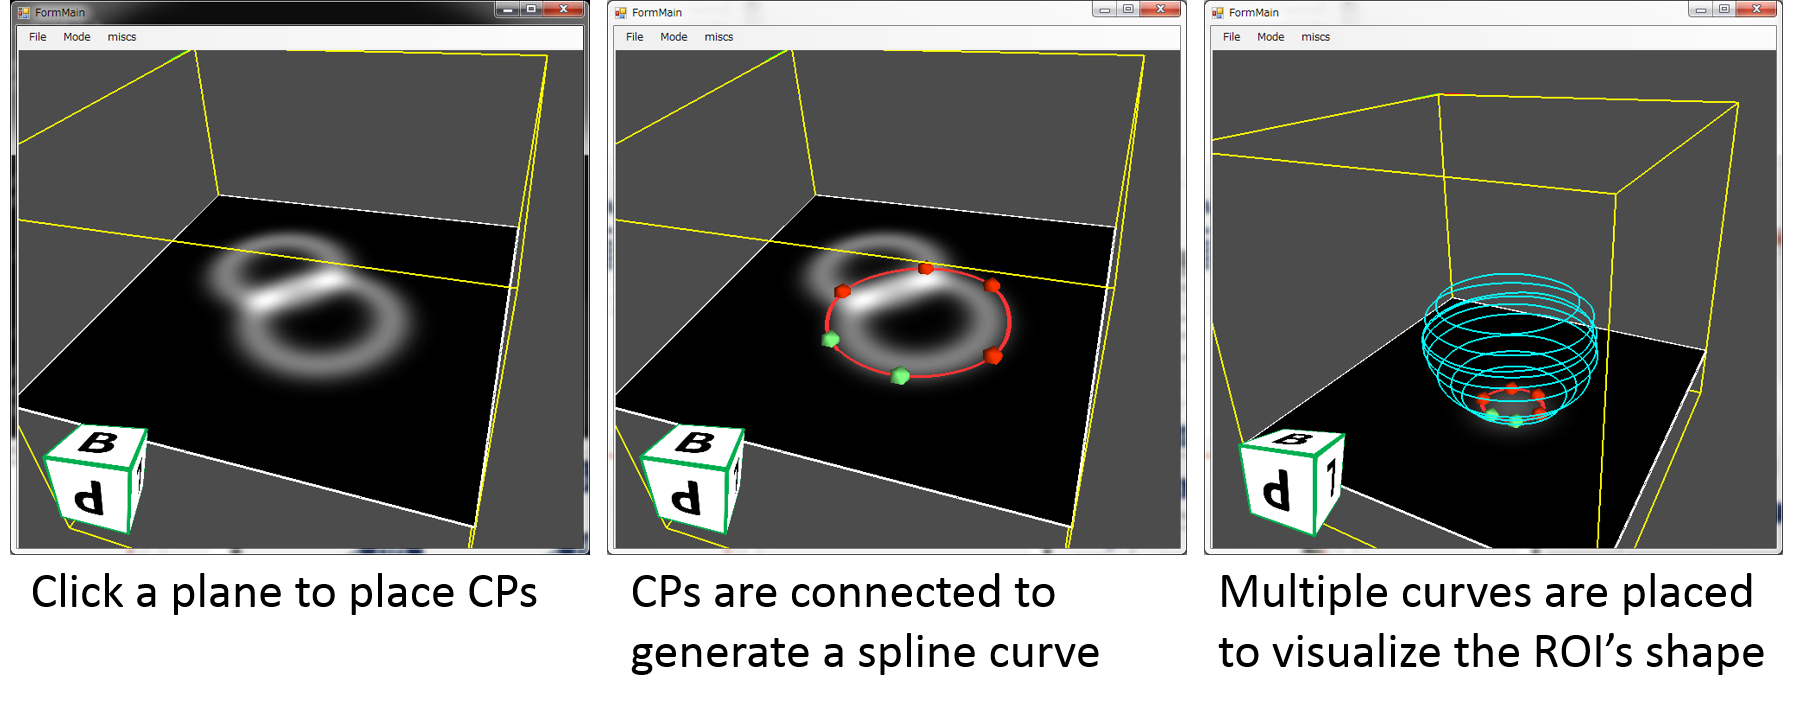 FormMain
File Mode miscs
B
d
FormMain
File Mode miscs
B
d
FormMain
File Mode miscs
B
d
Click a plane to place CPs
CPs are connected to
generate a spline curve
Multiple curves are placed
to visualize the ROI’s shape